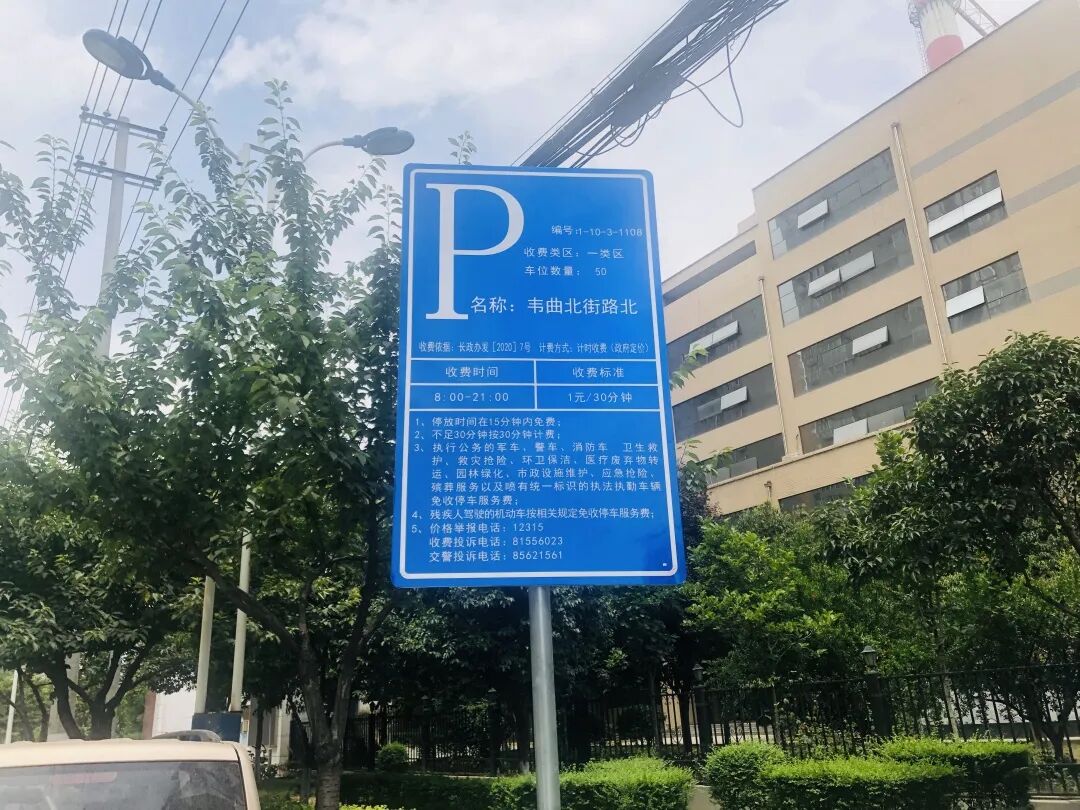 P
编号:1-10-3-1108
收费类区：一类区
车位数量： 50
名称：韦曲北街路北
收费依据：长政办发[2020]7号 计费方式：计时收费（政府定价）
收费时间 收费标准
8:00-21:00 1元/30分钟
1、停放时间在15分钟内免费；
2、不足30分钟按30分钟计费；
3、执行公务的军车、警车、消防车 卫生救
护、救灾抢险、环卫保洁、医疗废弃物转
运、园林绿化、市政设施维护、应急抢险、
殡葬服务以及喷有统一标识的执法执勤车辆
免收停车服务费；
4、残疾人驾驶的机动车按相关规定免收停车服务费；
5、价格举报电话：12315
收费投诉电话：81556023
交警投诉电话：85621561